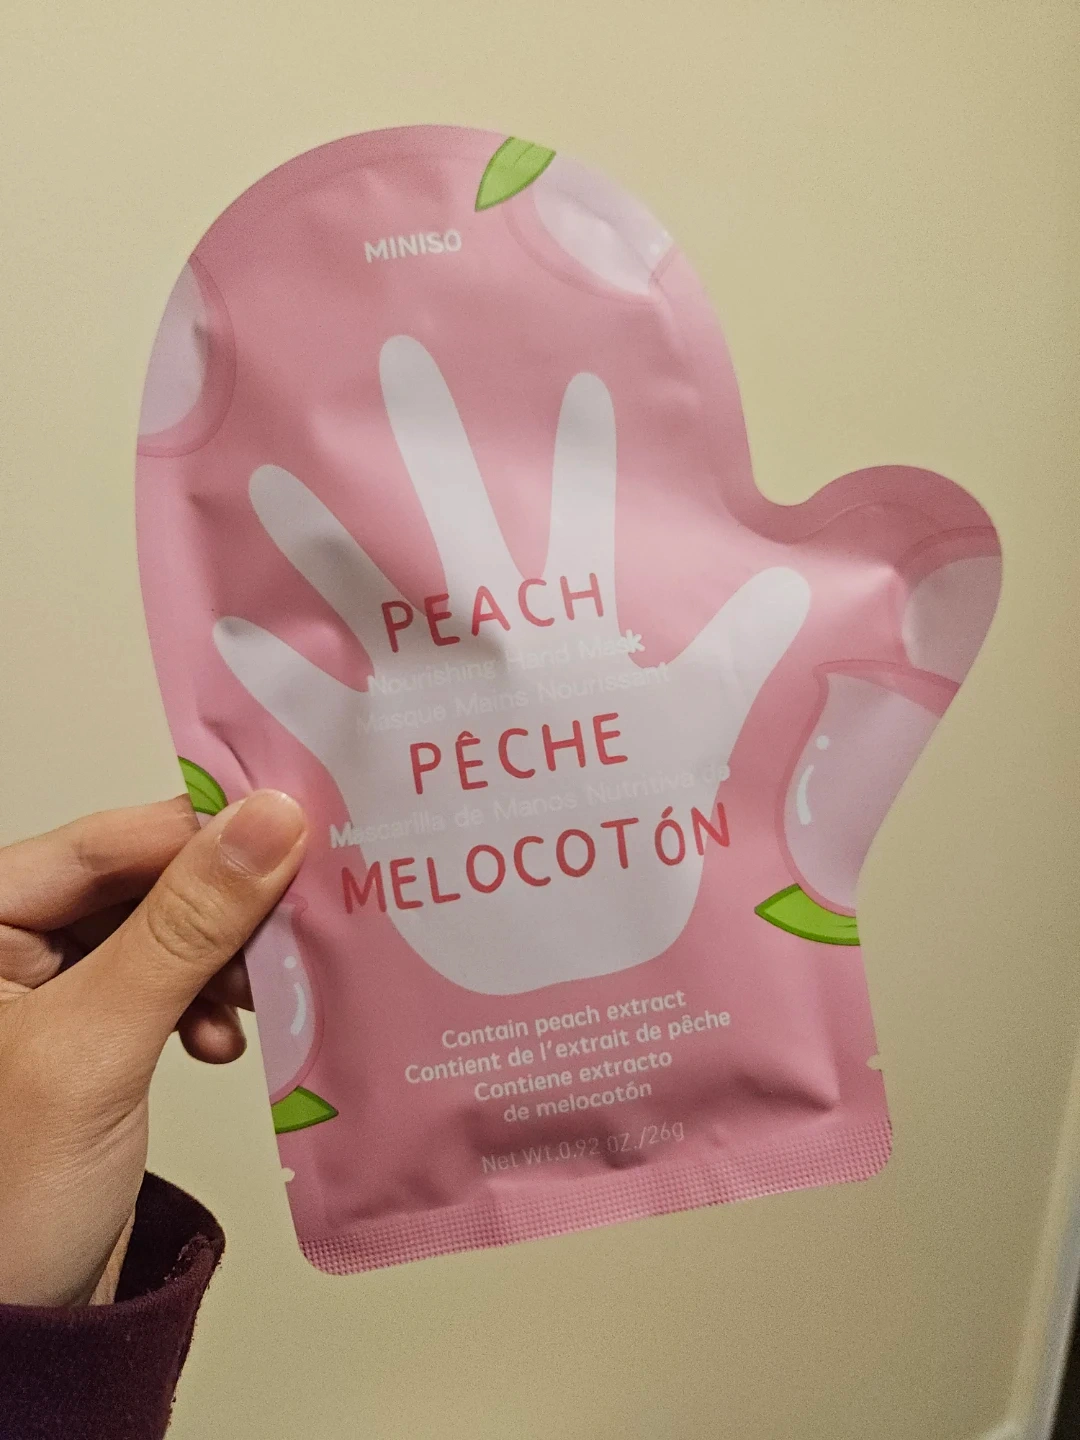 MINISO
PEACH
Nourishing Hand Mask
Masque Mains Nourissant
PÊCHE
Mascarilla de Manos Nutritiva de
MELOCOTÓN
Contain peach extract
Contient de l'extrait de pêche
Contiene extracto
de melocotón
Net Wt.0.92 OZ./26g